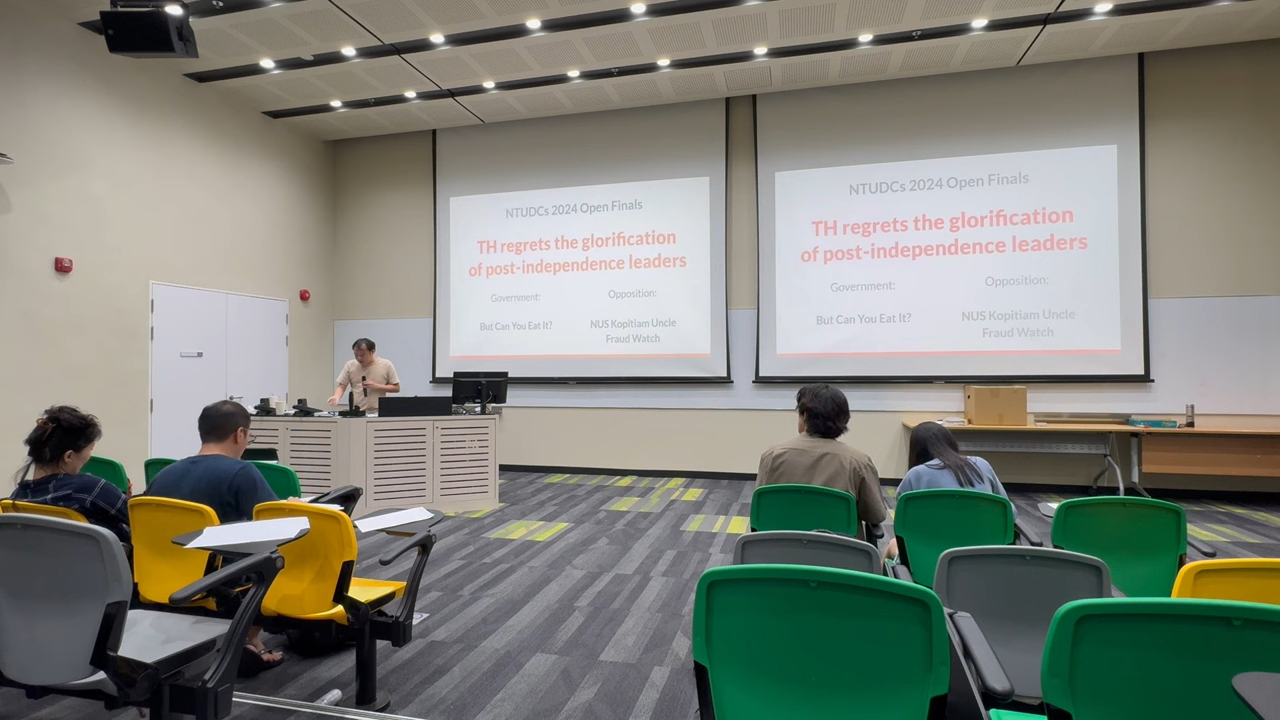 NTUDCs 2024 Open Finals
TH regrets the glorification
of post-independence leaders
Government:
Opposition:
But Can You Eat It?
NUS Kopitiam Uncle
Fraud Watch
NTUDCs 2024 Open Finals
TH regrets the glorification
of post-independence leaders
Government:
Opposition:
But Can You Eat It?
NUS Kopitiam Uncle
Fraud Watch